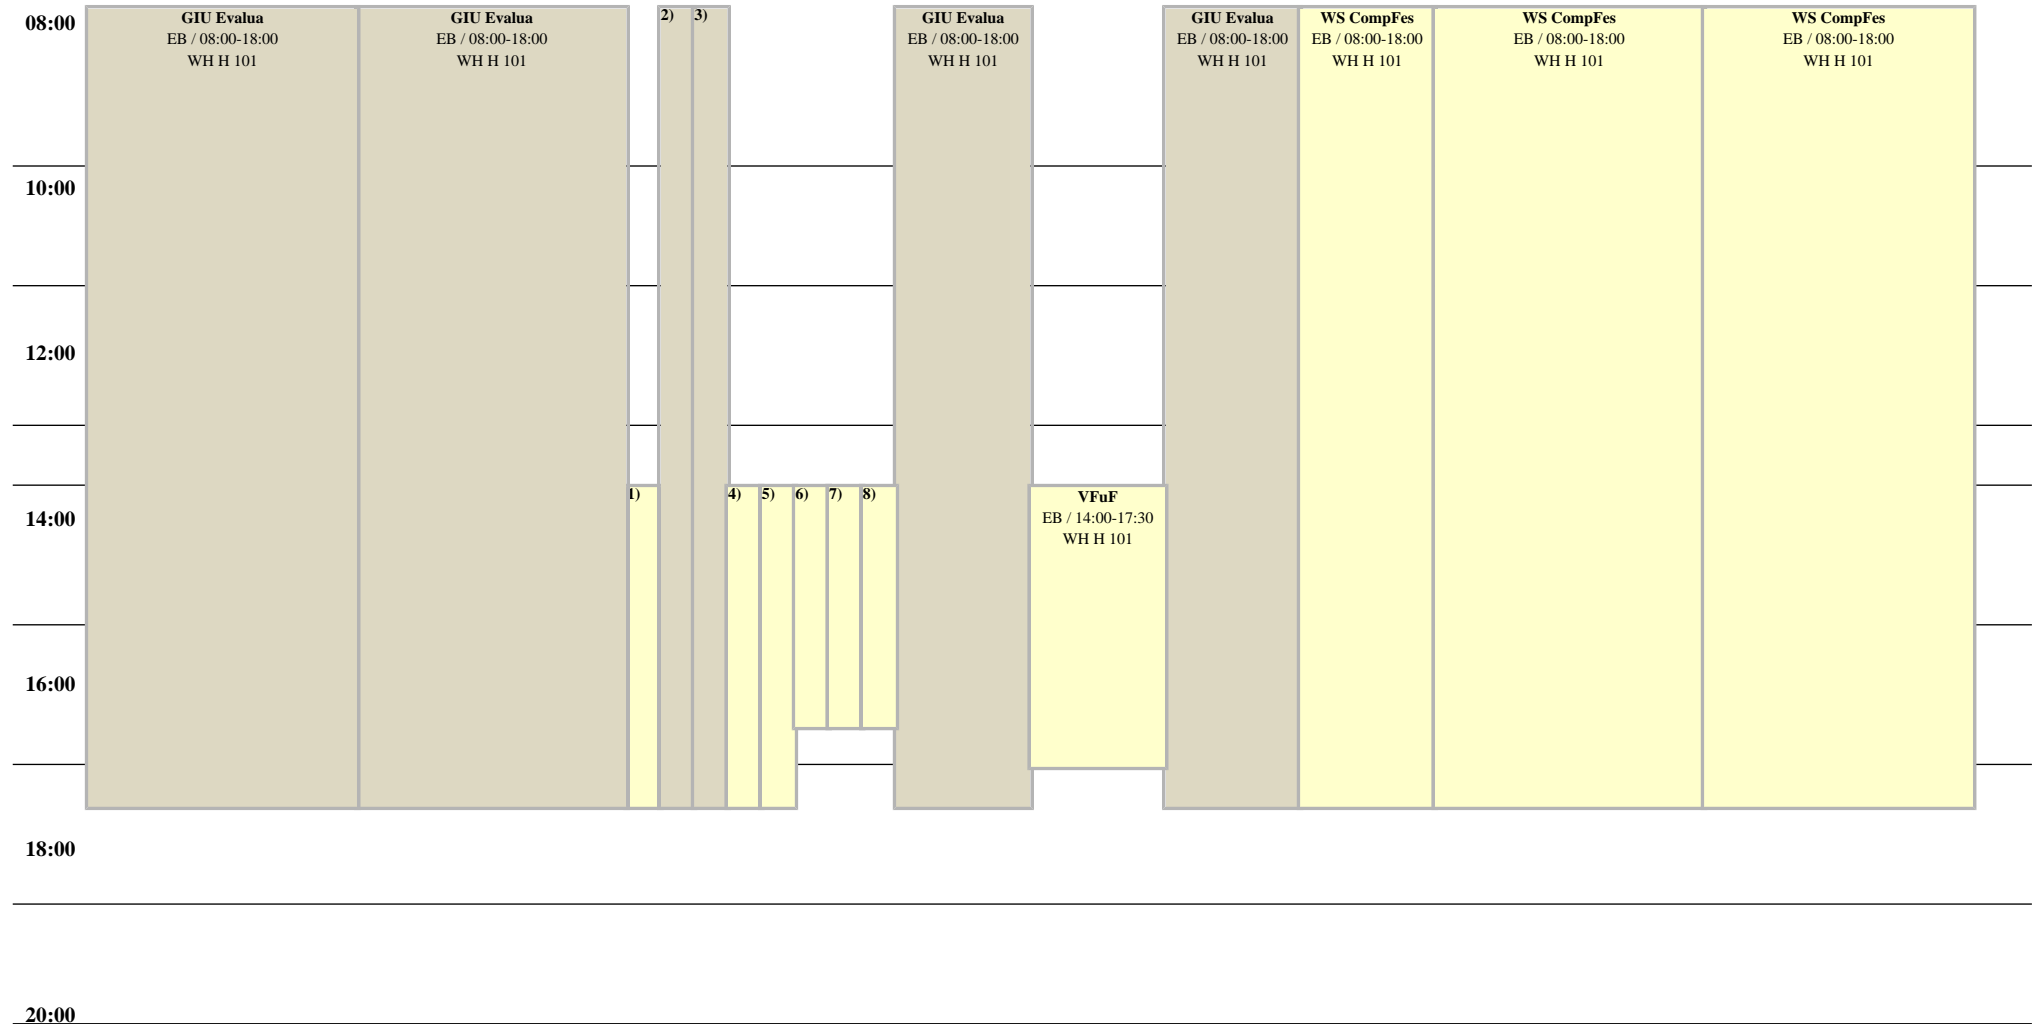 08:00
GIU Evalua
EB / 08:00-18:00
WH H 101
GIU Evalua
EB / 08:00-18:00
WH H 101
2)
3)
GIU Evalua
EB / 08:00-18:00
WH H 101
GIU Evalua
EB / 08:00-18:00
WH H 101
WS CompFes
EB / 08:00-18:00
WH H 101
WS CompFes
EB / 08:00-18:00
WH H 101
WS CompFes
EB / 08:00-18:00
WH H 101
10:00
12:00
1)
4)
5)
6)
7)
8)
VFuF
EB / 14:00-17:30
WH H 101
14:00
16:00
18:00
20:00